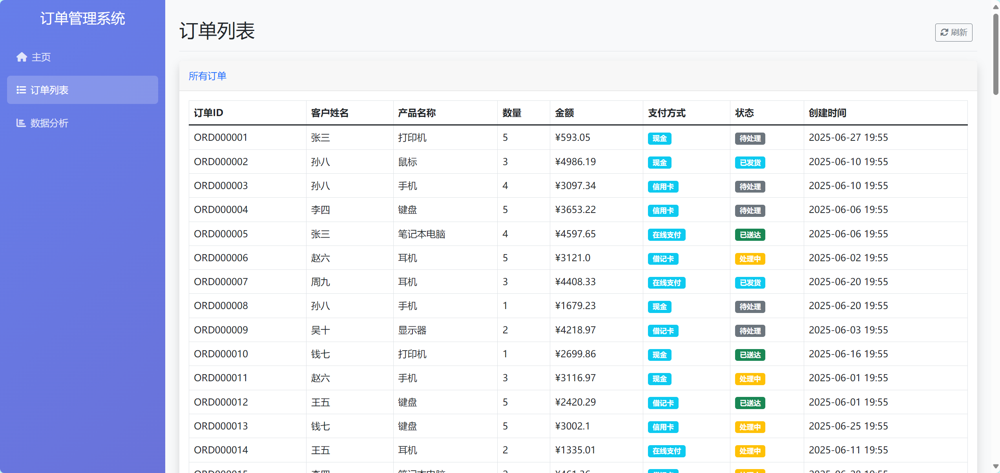 订单管理系统
主页
订单列表
数据分析
订单列表
刷新
所有订单
订单ID 客户姓名 产品名称 数量 金额 支付方式 状态 创建时间
ORD000001 张三 打印机 5 ¥593.05 现金 待处理 2025-06-27 19:55
ORD000002 孙八 鼠标 3 ¥4986.19 现金 已发货 2025-06-10 19:55
ORD000003 孙八 手机 4 ¥3097.34 信用卡 待处理 2025-06-10 19:55
ORD000004 李四 键盘 5 ¥3653.22 信用卡 待处理 2025-06-06 19:55
ORD000005 张三 笔记本电脑 4 ¥4597.65 在线支付 已送达 2025-06-06 19:55
ORD000006 赵六 耳机 5 ¥3121.0 借记卡 处理中 2025-06-02 19:55
ORD000007 周九 耳机 3 ¥4408.33 在线支付 已发货 2025-06-20 19:55
ORD000008 孙八 手机 1 ¥1679.23 现金 待处理 2025-06-20 19:55
ORD000009 吴十 显示器 2 ¥4218.97 借记卡 待处理 2025-06-03 19:55
ORD000010 钱七 打印机 1 ¥2699.86 现金 已送达 2025-06-16 19:55
ORD000011 赵六 手机 3 ¥3116.97 现金 处理中 2025-06-01 19:55
ORD000012 王五 键盘 5 ¥2420.29 借记卡 已送达 2025-06-01 19:55
ORD000013 钱七 键盘 5 ¥3002.1 信用卡 处理中 2025-06-25 19:55
ORD000014 王五 耳机 2 ¥1335.01 在线支付 处理中 2025-06-11 19:55